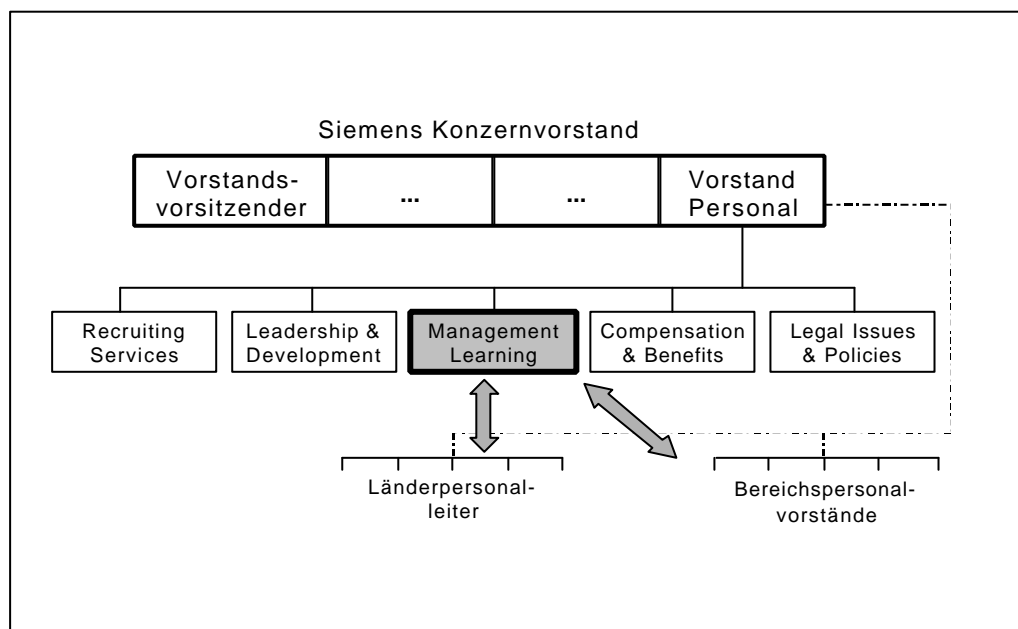 Siemens Konzernvorstand
Vorstands-
vorsitzender
...
...
Vorstand
Personal
Recruiting
Services
Leadership &
Development
Management
Learning
Compensation
& Benefits
Legal Issues
& Policies
Länderpersonal-
leiter
Bereichspersonal-
vorstände